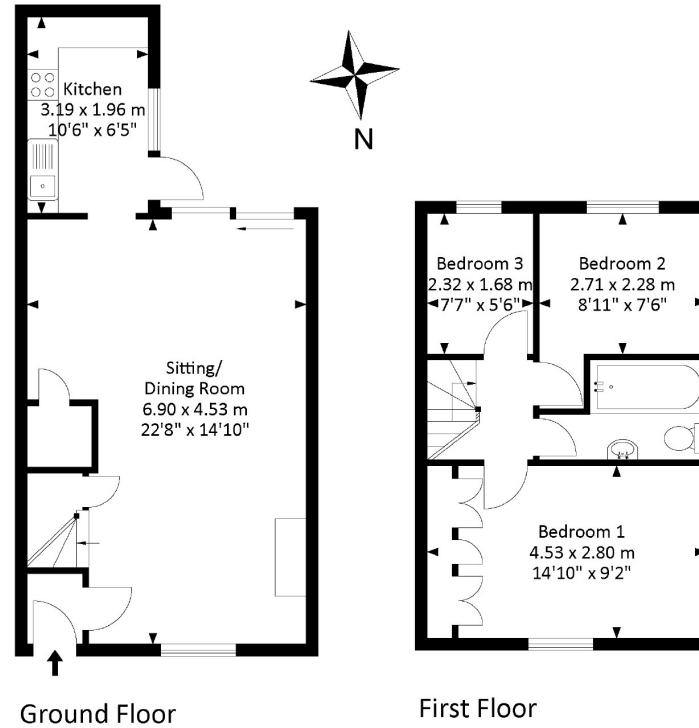 Kitchen
3.19 x 1.96 m
10'6" x 6'5"
N
Bedroom 3
2.32 x 1.68 m
7'7" x 5'6"
Bedroom 2
2.71 x 2.28 m
8'11" x 7'6"
Sitting/
Dining Room
6.90 x 4.53 m
22'8" x 14'10"
Bedroom 1
4.53 x 2.80 m
14'10" x 9'2"
Ground Floor
First Floor